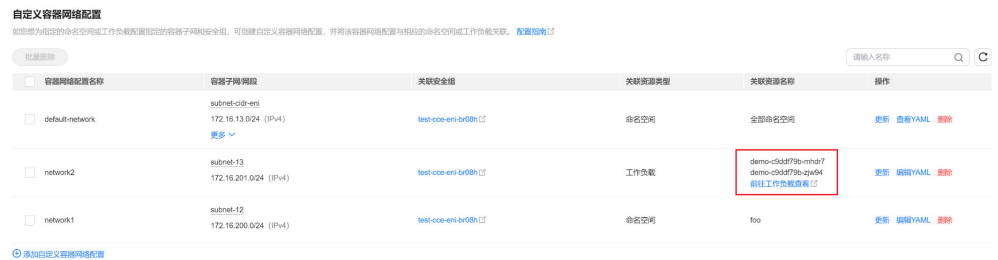 自定义容器网络配置
如您想为指定的命名空间或工作负载配置指定的容器子网和安全组，可创建自定义容器网络配置，并将该容器网络配置与相应的命名空间或工作负载关联。 配置指南
批量删除 请输入名称
容器网络配置名称 容器子网/网段 关联安全组 关联资源类型 关联资源名称 操作
subnet-cidr-eni
default-network 172.16.13.0/24 (IPv4) test-cce-eni-br08h 命名空间 全部命名空间 更新 查看YAML 删除
更多
subnet-13 demo-c9ddf79b-mhdr7
network2 172.16.201.0/24 (IPv4) test-cce-eni-br08h 工作负载 demo-c9ddf79b-zjw94 更新 编辑YAML 删除
前往工作负载查看
subnet-12
network1 172.16.200.0/24 (IPv4) test-cce-eni-br08h 命名空间 foo 更新 编辑YAML 删除
添加自定义容器网络配置